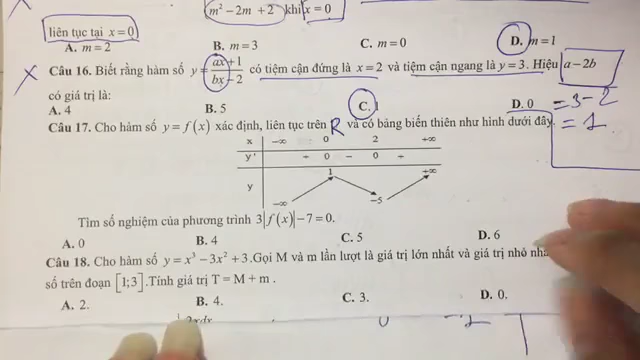 m² − 2m + 2 khi x = 0
liên tục tại x = 0
A. m = 2 B. m = 3 C. m = 0 D. m = 1
Câu 16. Biết rằng hàm số y = (ax + 1)/(bx − 2) có tiệm cận đứng là x = 2 và tiệm cận ngang là y = 3. Hiệu a − 2b
có giá trị là: = 3 − 2
A. 4 B. 5 C. 1 D. 0
= 1
Câu 17. Cho hàm số y = f(x) xác định, liên tục trên R và có bảng biến thiên như hình dưới đây.
x −∞ 0 2 +∞
y' + 0 − 0 +
1 +∞
y
−∞ −5
Tìm số nghiệm của phương trình 3|f(x)| − 7 = 0.
A. 0 B. 4 C. 5 D. 6
Câu 18. Cho hàm số y = x³ − 3x² + 3 .Gọi M và m lần lượt là giá trị lớn nhất và giá trị nhỏ
số trên đoạn [1;3] .Tính giá trị T = M + m .
A. 2. B. 4. C. 3. D. 0.